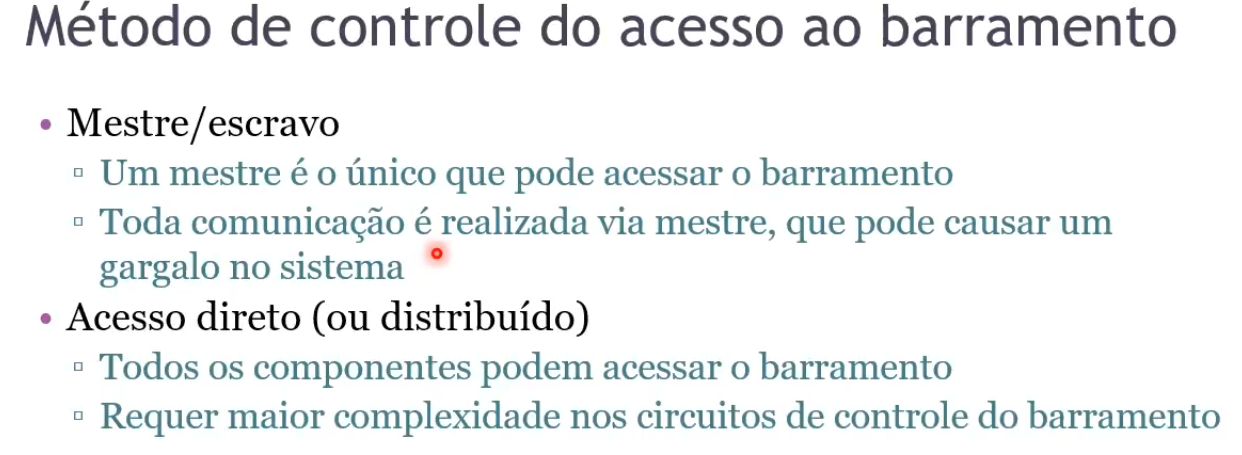 Método de controle do acesso ao barramento
• Mestre/escravo
▫ Um mestre é o único que pode acessar o barramento
▫ Toda comunicação é realizada via mestre, que pode causar um
gargalo no sistema
• Acesso direto (ou distribuído)
▫ Todos os componentes podem acessar o barramento
▫ Requer maior complexidade nos circuitos de controle do barramento